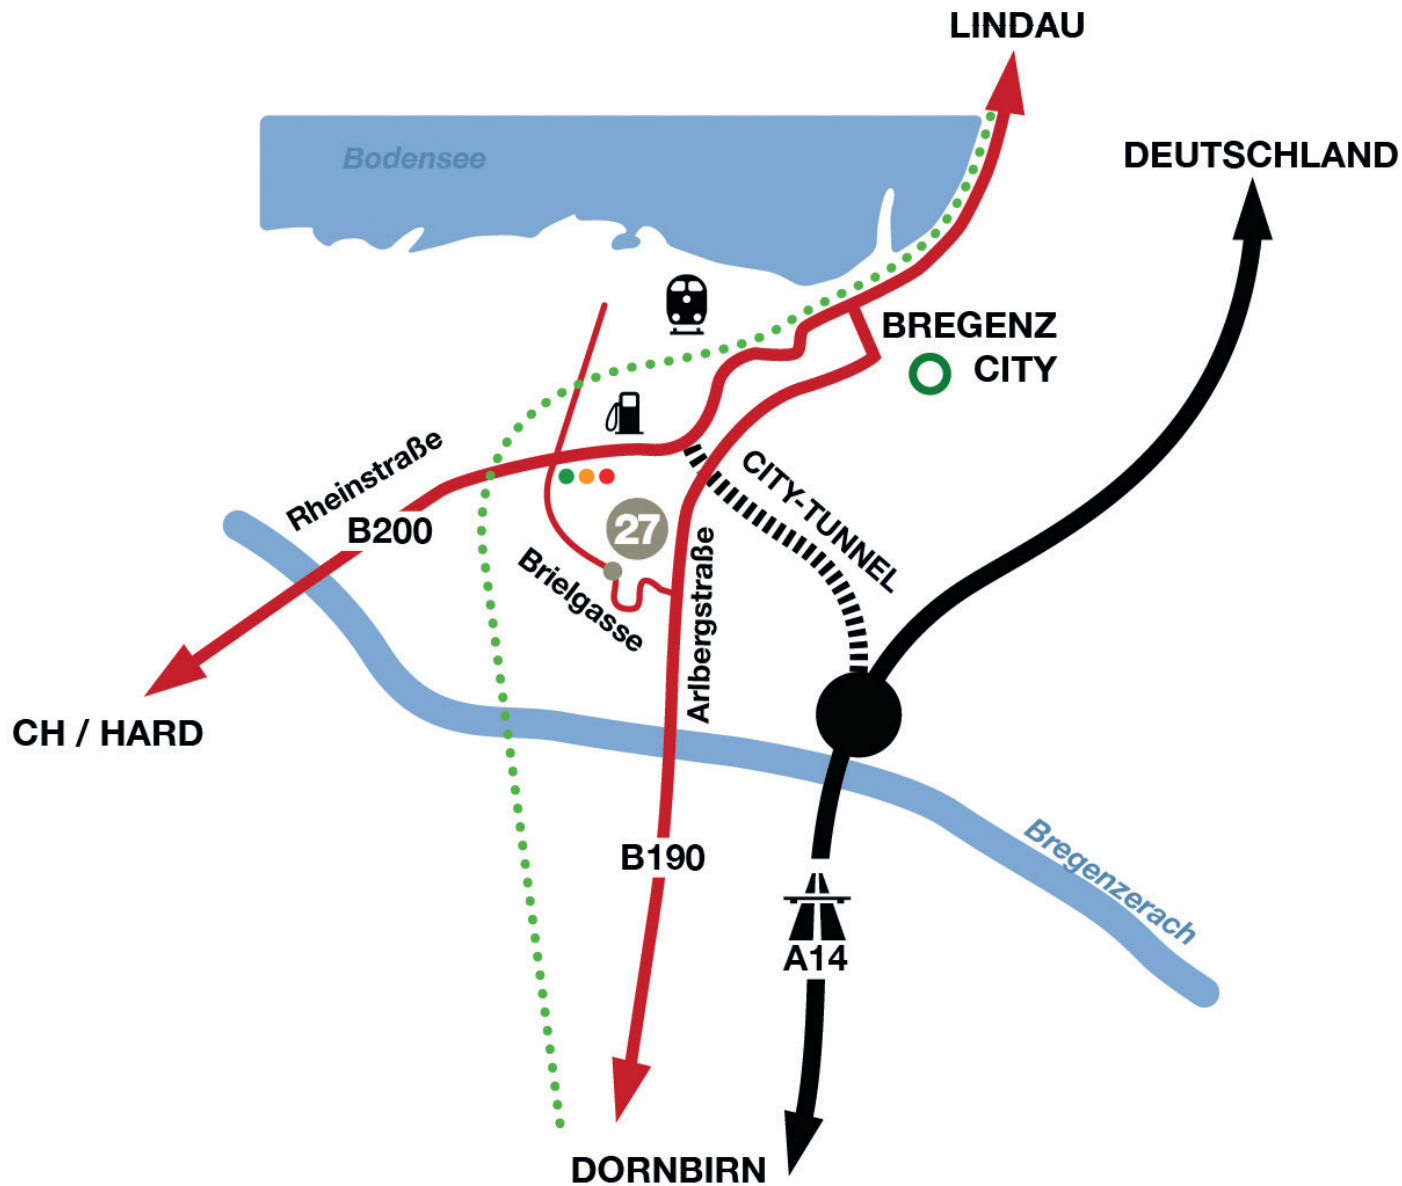 LINDAU
DEUTSCHLAND
Bodensee
BREGENZ
CITY
Rheinstraße
B200
CITY-TUNNEL
27
Brielgasse
Arlbergstraße
CH / HARD
B190
Bregenzerach
A14
DORNBIRN